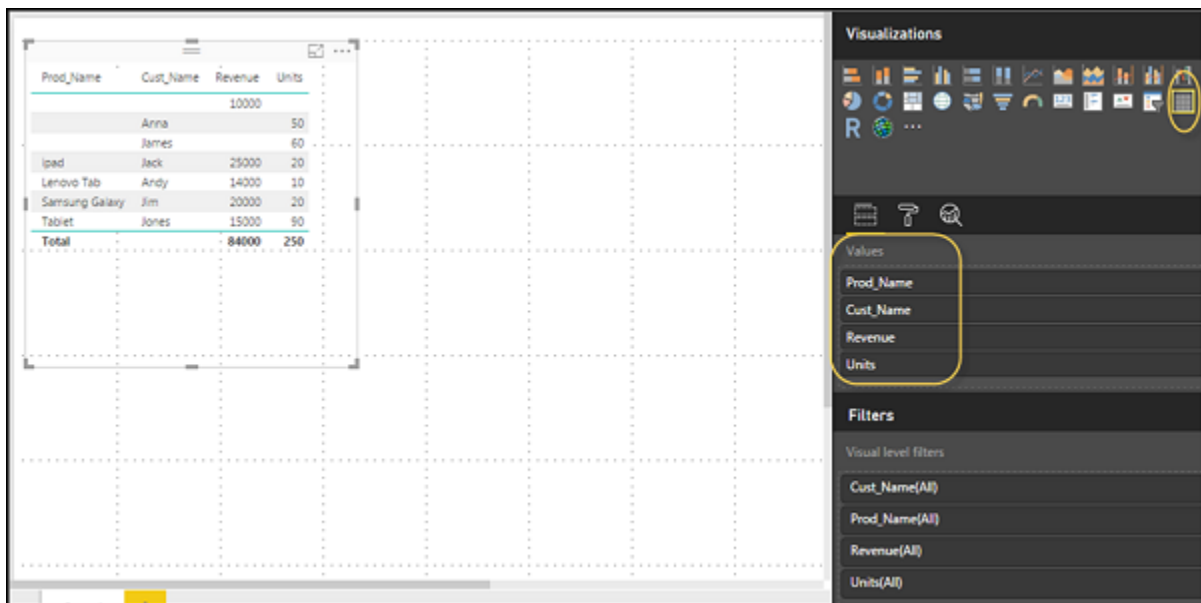 Prod_Name Cust_Name Revenue Units
10000
Anna 50
James 60
Ipad Jack 25000 20
Lenovo Tab Andy 14000 10
Samsung Galaxy Jim 20000 20
Tablet Jones 15000 90
Total 84000 250
Visualizations
R
Values
Prod_Name
Cust_Name
Revenue
Units
Filters
Visual level filters
Cust_Name(All)
Prod_Name(All)
Revenue(All)
Units(All)